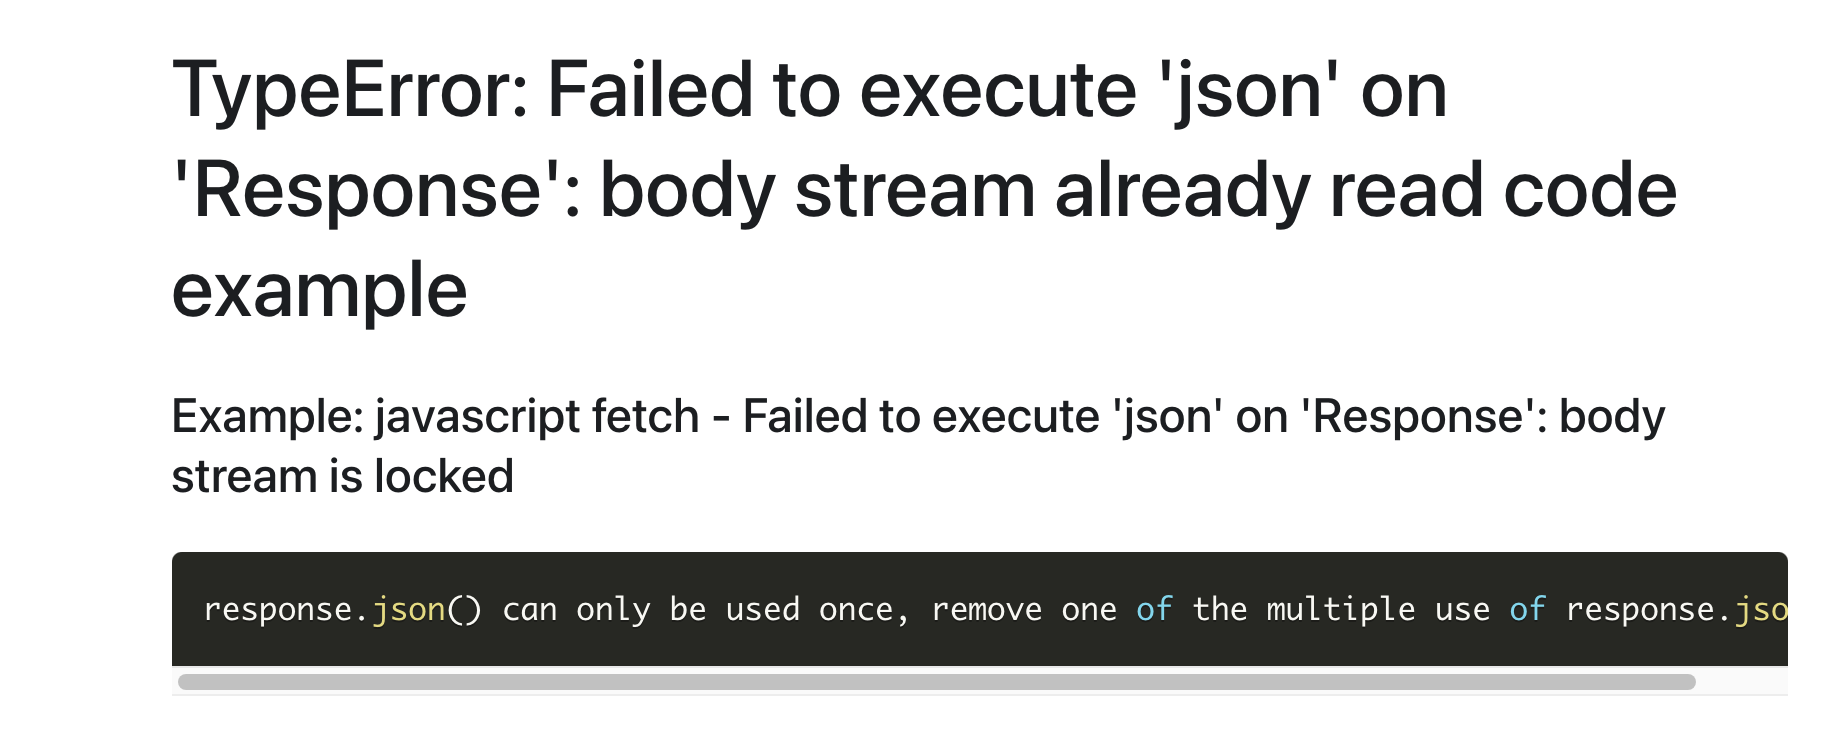 TypeError: Failed to execute 'json' on
'Response': body stream already read code
example
Example: javascript fetch - Failed to execute 'json' on 'Response': body
stream is locked
response.json() can only be used once, remove one of the multiple use of response.jso